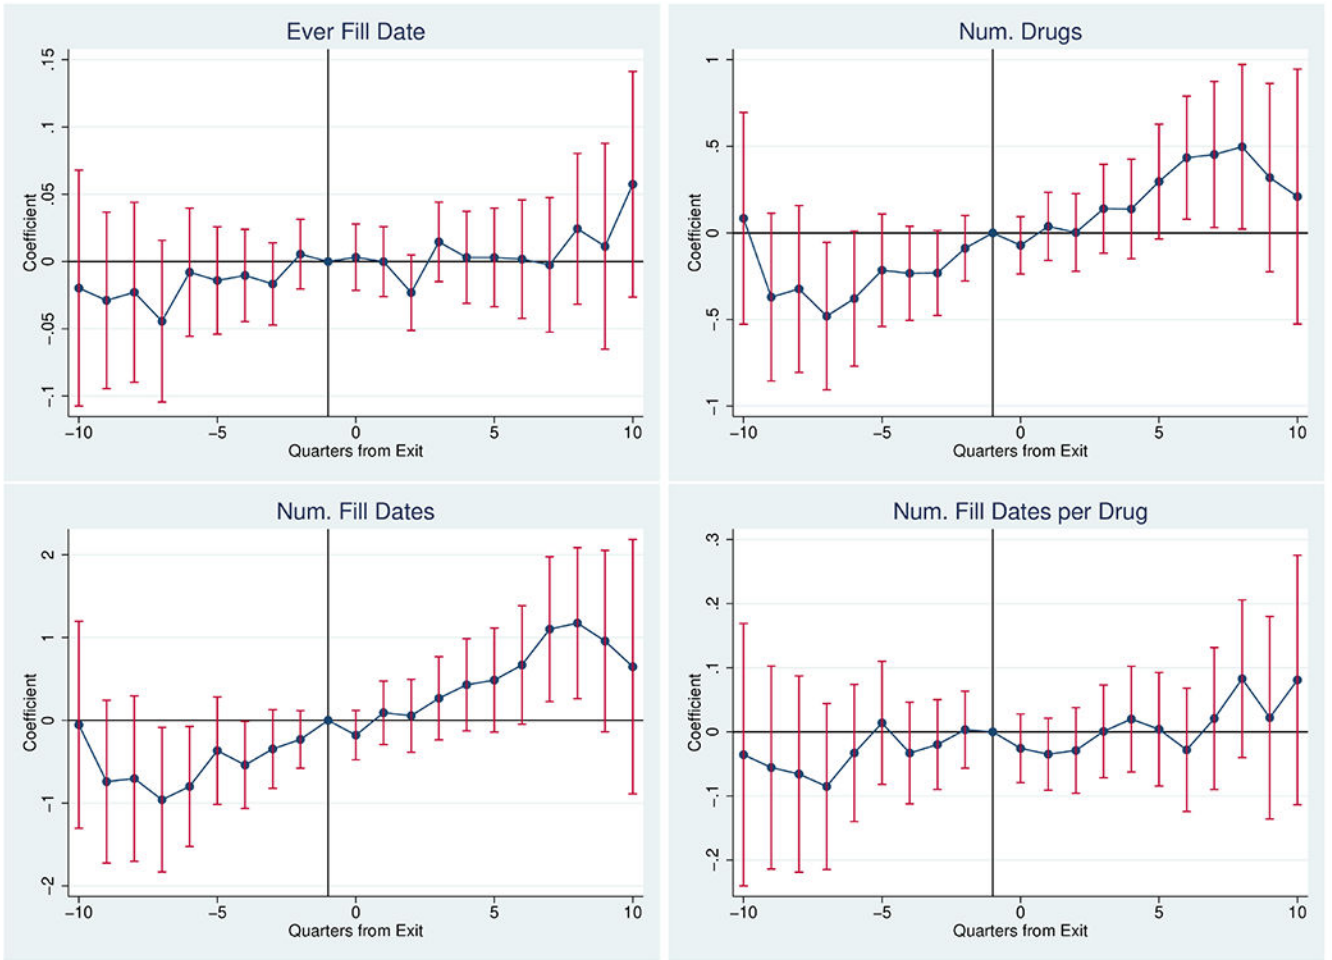 Ever Fill Date
Coefficient
.15
.1
.05
0
-.05
-.1
-10 -5 0 5 10
Quarters from Exit
Num. Drugs
Coefficient
1
.5
0
-.5
-1
-10 -5 0 5 10
Quarters from Exit
Num. Fill Dates
Coefficient
2
1
0
-1
-2
-10 -5 0 5 10
Quarters from Exit
Num. Fill Dates per Drug
Coefficient
.3
.2
.1
0
-.1
-.2
-10 -5 0 5 10
Quarters from Exit